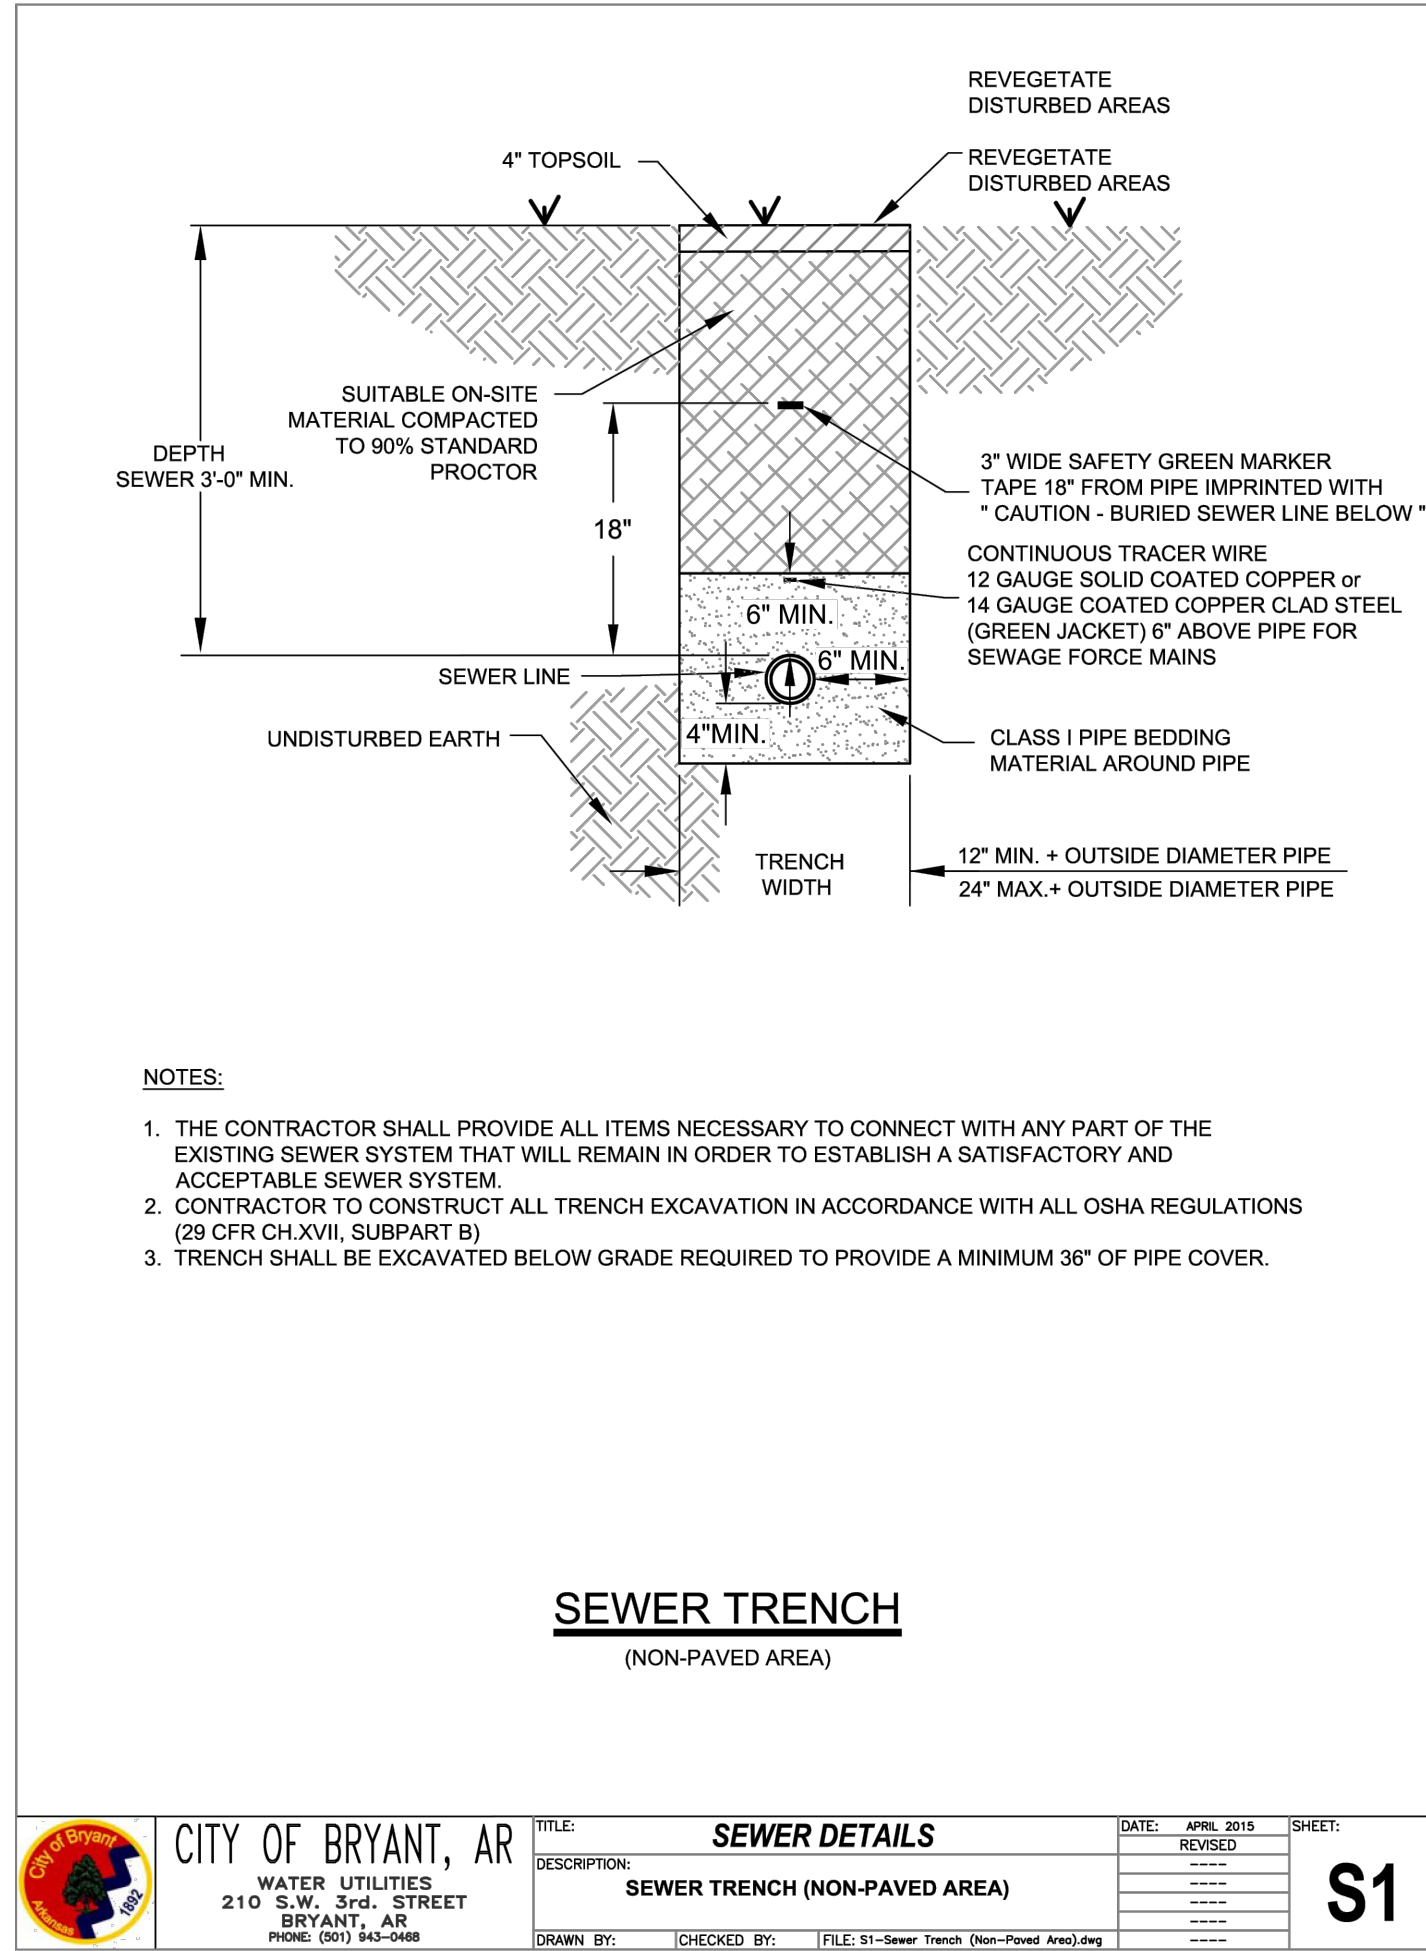 REVEGETATE
DISTURBED AREAS
4" TOPSOIL
REVEGETATE
DISTURBED AREAS
SUITABLE ON-SITE
MATERIAL COMPACTED
TO 90% STANDARD
PROCTOR
DEPTH
SEWER 3'-0" MIN.
18"
3" WIDE SAFETY GREEN MARKER
TAPE 18" FROM PIPE IMPRINTED WITH
" CAUTION - BURIED SEWER LINE BELOW "
CONTINUOUS TRACER WIRE
12 GAUGE SOLID COATED COPPER or
14 GAUGE COATED COPPER CLAD STEEL
(GREEN JACKET) 6" ABOVE PIPE FOR
SEWAGE FORCE MAINS
6" MIN.
6" MIN.
SEWER LINE
4"MIN.
UNDISTURBED EARTH
CLASS I PIPE BEDDING
MATERIAL AROUND PIPE
TRENCH
WIDTH
12" MIN. + OUTSIDE DIAMETER PIPE
24" MAX.+ OUTSIDE DIAMETER PIPE
NOTES:
1. THE CONTRACTOR SHALL PROVIDE ALL ITEMS NECESSARY TO CONNECT WITH ANY PART OF THE
EXISTING SEWER SYSTEM THAT WILL REMAIN IN ORDER TO ESTABLISH A SATISFACTORY AND
ACCEPTABLE SEWER SYSTEM.
2. CONTRACTOR TO CONSTRUCT ALL TRENCH EXCAVATION IN ACCORDANCE WITH ALL OSHA REGULATIONS
(29 CFR CH.XVII, SUBPART B)
3. TRENCH SHALL BE EXCAVATED BELOW GRADE REQUIRED TO PROVIDE A MINIMUM 36" OF PIPE COVER.
SEWER TRENCH
(NON-PAVED AREA)
City of Bryant
Arkansas
1892
CITY OF BRYANT, AR
WATER UTILITIES
210 S.W. 3rd. STREET
BRYANT, AR
PHONE: (501) 943-0468
TITLE:
SEWER DETAILS
DESCRIPTION:
SEWER TRENCH (NON-PAVED AREA)
DRAWN BY:
CHECKED BY:
FILE: S1-Sewer Trench (Non-Paved Area).dwg
DATE: APRIL 2015
REVISED
----
----
----
----
----
SHEET:
S1